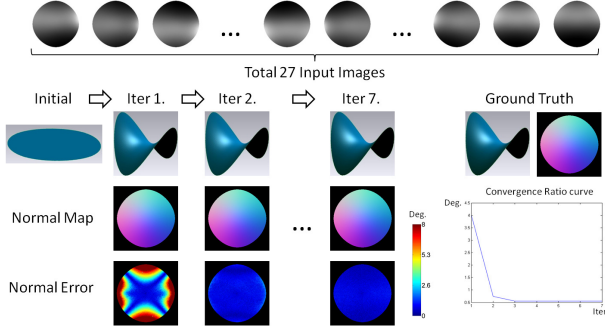 ... ...
Total 27 Input Images
Initial Iter 1. Iter 2. Iter 7. Ground Truth
Normal Map
...
Normal Error
Deg.
8
5.3
2.6
0
Convergence Ratio curve
Deg.
4.5
4
3.5
3
2.5
2
1.5
1
0.5
1 2 3 4 5 6 7
Iter